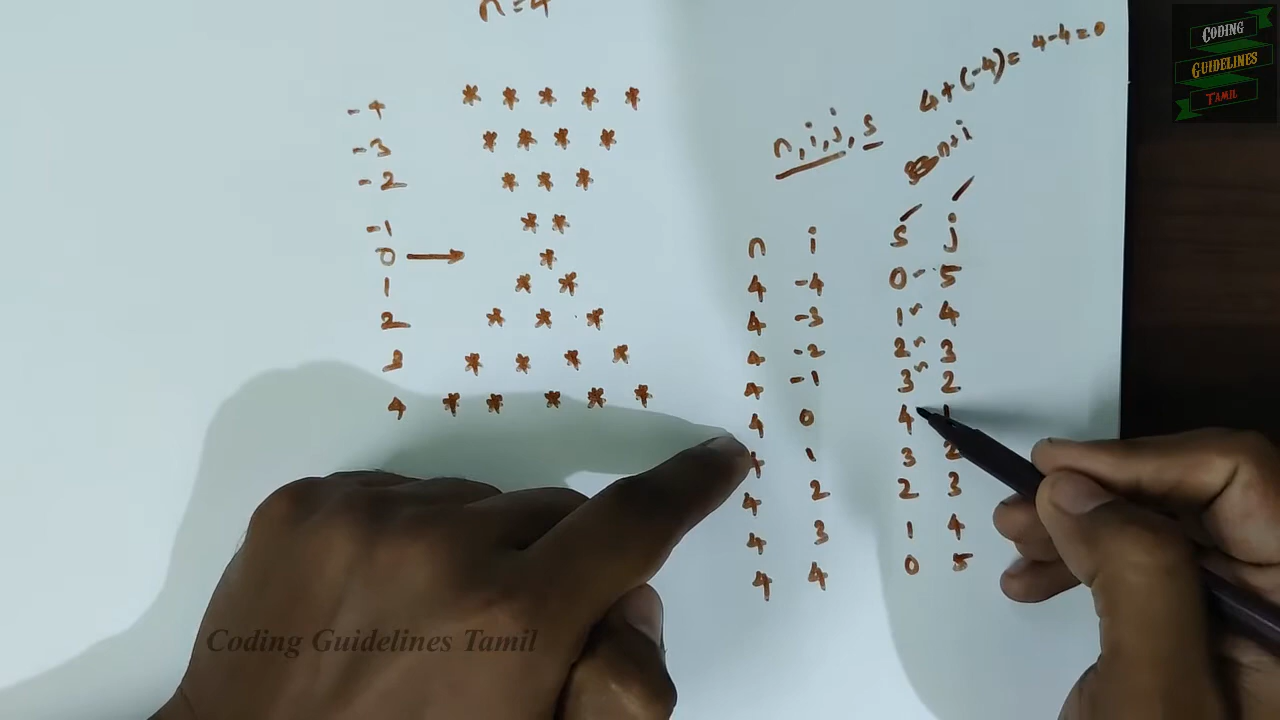 n=4
-4 * * * * *
-3 * * * *
-2 * * *
-1 * *
0 → *
1 * *
2 * * *
3 * * * *
4 * * * * *
n, i, j, s
4+(-4)= 4-4=0
n+i
n i s j
4 -4 0 5
4 -3 1 4
4 -2 2 3
4 -1 3 2
4 0 4 1
4 1 3 2
4 2 2 3
4 3 1 4
4 4 0 5
CODING
GUIDELINES
TAMIL
Coding Guidelines Tamil